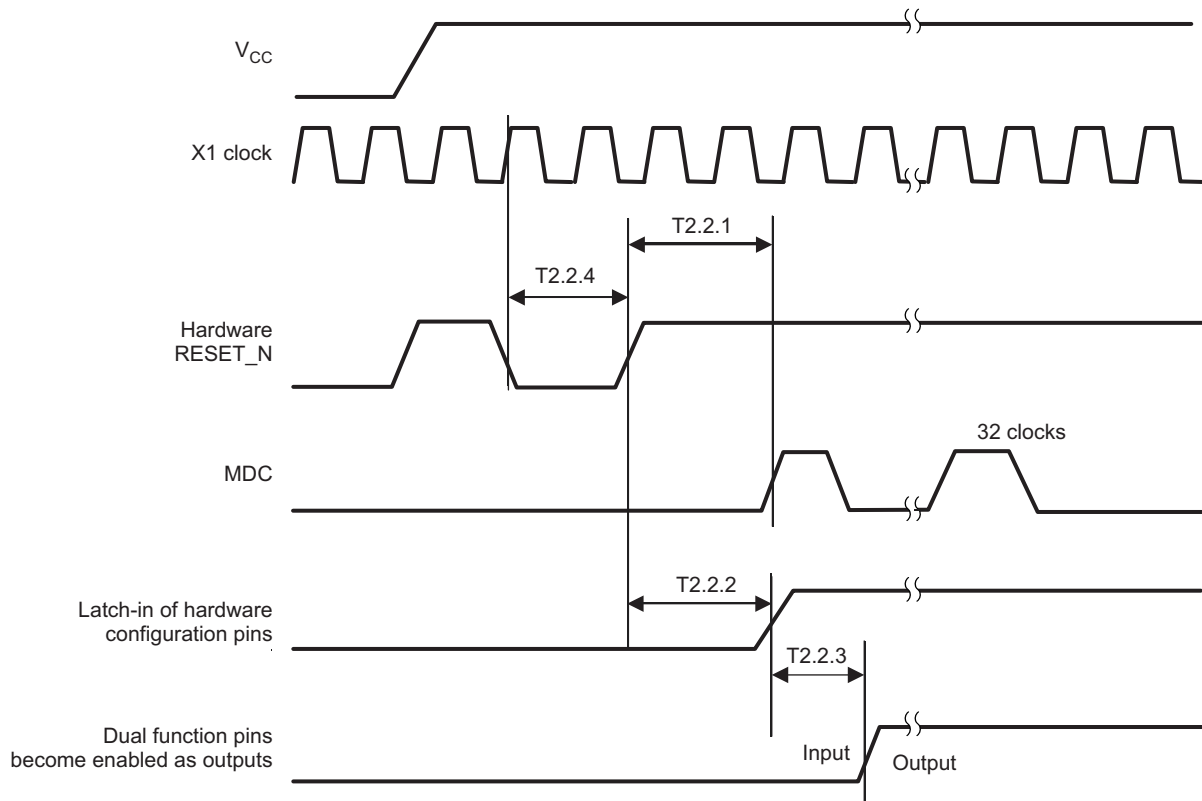 VCC
X1 clock
T2.2.1
T2.2.4
Hardware
RESET_N
32 clocks
MDC
T2.2.2
Latch-in of hardware
configuration pins
T2.2.3
Dual function pins
become enabled as outputs
Input
Output